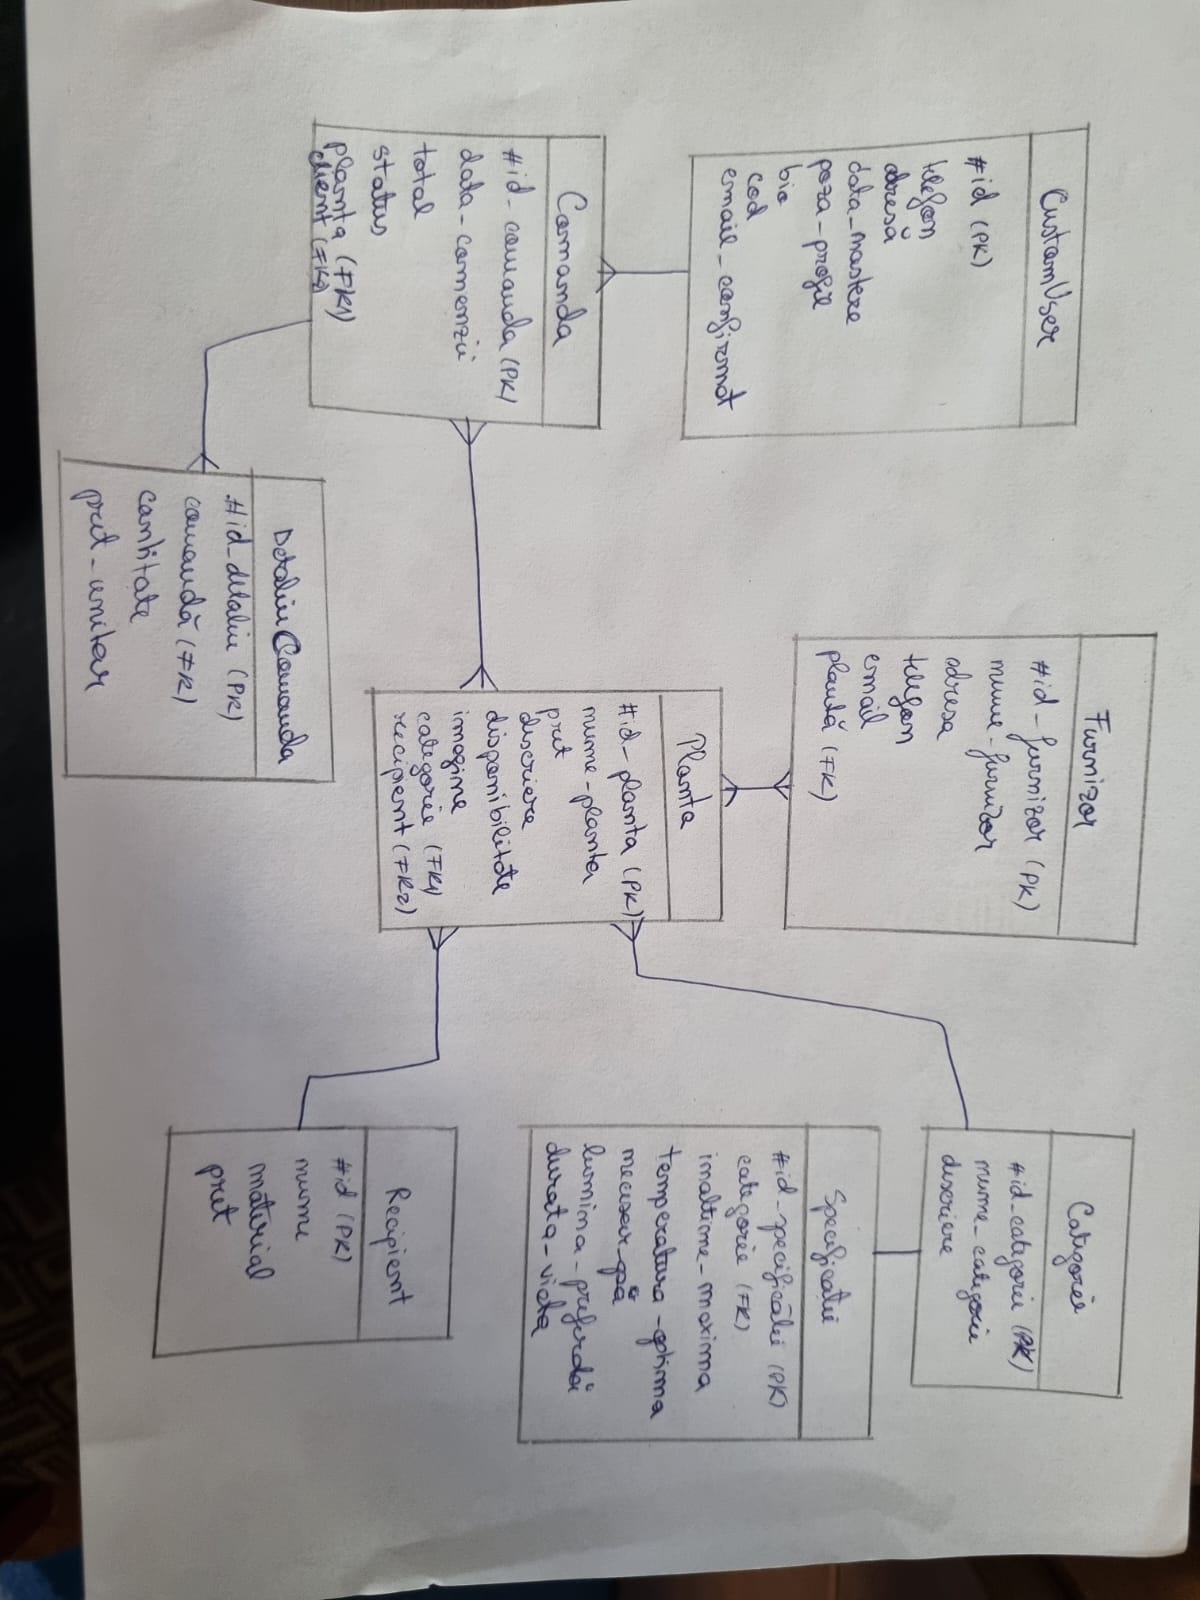 CustomUser
#id (PK)
telefon
adresă
data_nastere
poza_profil
bio
cod
email_confirmat
Furnizor
#id_furnizor (PK)
nume_furnizor
adresa
telefon
email
plantă (FK)
Categorie
#id_categorie (PK)
nume_categorie
descriere
Specificatii
#id_specificații (PK)
categorie (FK)
inaltime_maxima
temperatura_optima
necesar_apă
lumina_preferată
durata_viata
Planta
#id_planta (PK)
nume_planta
pret
descriere
disponibilitate
imagine
categorie (FK1)
recipient (FK2)
Comanda
#id_comanda (PK)
data_comenzii
total
status
planta (FK1)
client (FK2)
DetaliuComanda
#id_detaliu (PK)
comandă (FK)
cantitate
pret_unitar
Recipient
#id (PK)
nume
material
pret